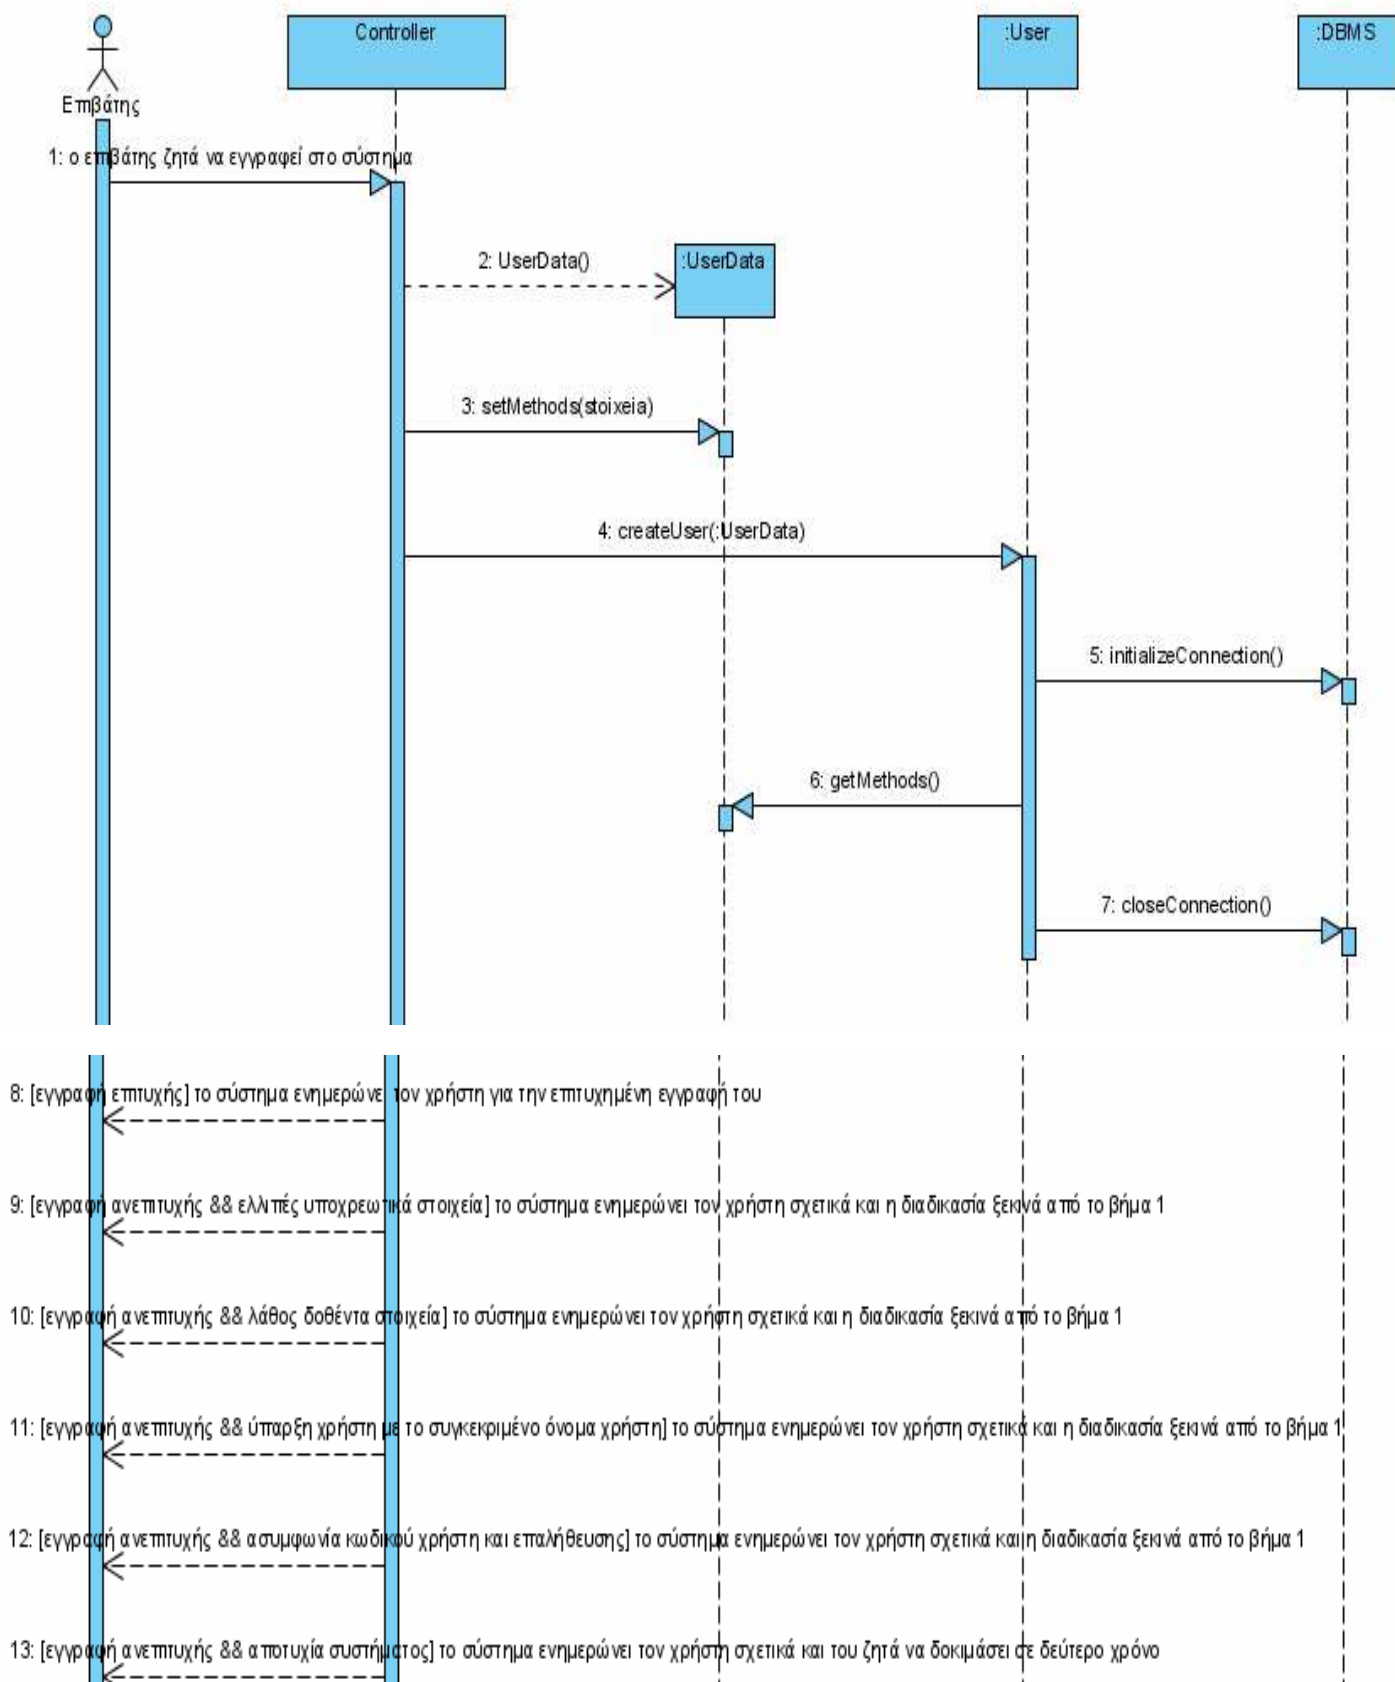 Controller
:User
:DBMS
Επιβάτης
1: ο επιβάτης ζητά να εγγραφεί στο σύστημα
2: UserData()
:UserData
3: setMethods(stoixeia)
4: createUser(:UserData)
5: initializeConnection()
6: getMethods()
7: closeConnection()
8: [εγγραφή επιτυχής] το σύστημα ενημερώνει τον χρήστη για την επιτυχημένη εγγραφή του
9: [εγγραφή ανεπιτυχής && ελλιπές υποχρεωτικά στοιχεία] το σύστημα ενημερώνει τον χρήστη σχετικά και η διαδικασία ξεκινά από το βήμα 1
10: [εγγραφή ανεπιτυχής && λάθος δοθέντα στοιχεία] το σύστημα ενημερώνει τον χρήστη σχετικά και η διαδικασία ξεκινά από το βήμα 1
11: [εγγραφή ανεπιτυχής && ύπαρξη χρήστη με το συγκεκριμένο όνομα χρήστη] το σύστημα ενημερώνει τον χρήστη σχετικά και η διαδικασία ξεκινά από το βήμα 1
12: [εγγραφή ανεπιτυχής && ασυμφωνία κωδικού χρήστη και επαλήθευσης] το σύστημα ενημερώνει τον χρήστη σχετικά και η διαδικασία ξεκινά από το βήμα 1
13: [εγγραφή ανεπιτυχής && αποτυχία συστήματος] το σύστημα ενημερώνει τον χρήστη σχετικά και του ζητά να δοκιμάσει σε δεύτερο χρόνο